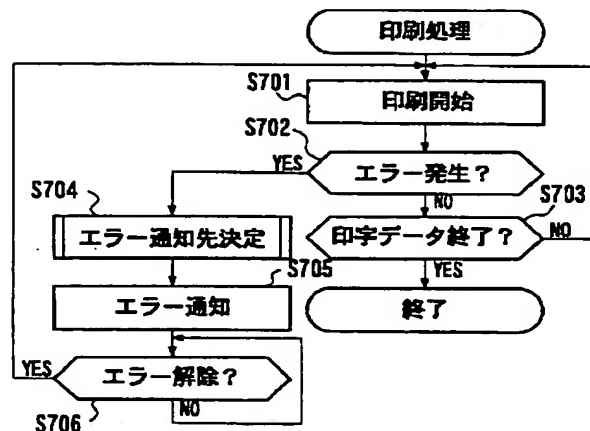 印刷処理
S701
印刷開始
S702
エラー発生?
YES
NO
S703
印字データ終了?
NO
YES
終了
S704
エラー通知先決定
S705
エラー通知
エラー解除?
YES
NO
S706